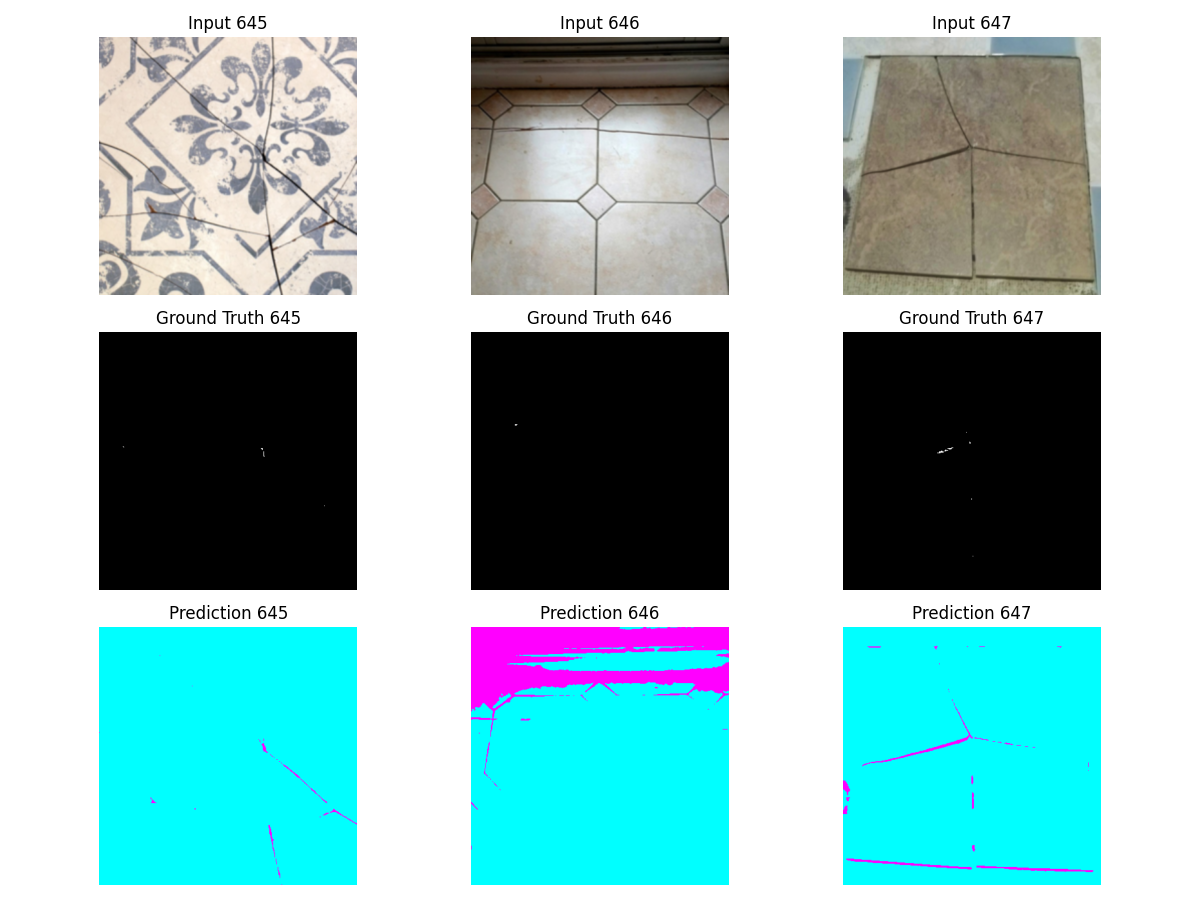 Input 645
Input 646
Input 647
Ground Truth 645
Ground Truth 646
Ground Truth 647
Prediction 645
Prediction 646
Prediction 647